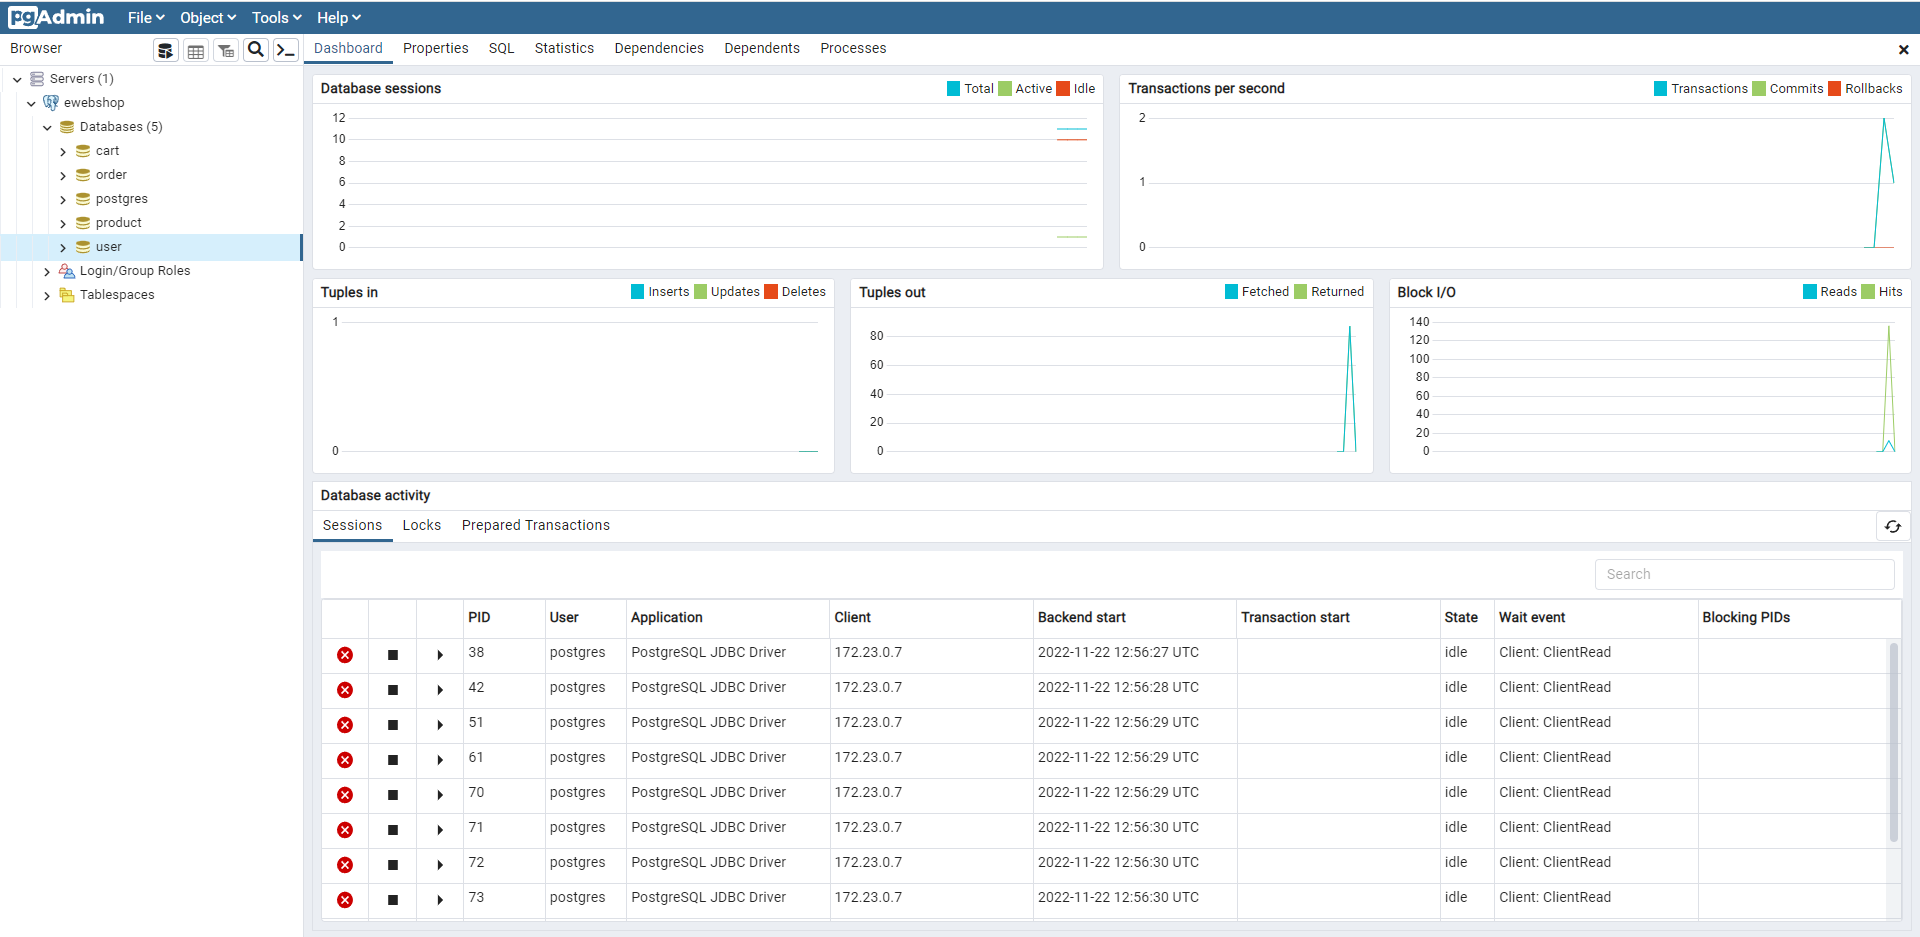 pgAdmin File Object Tools Help
Browser
Dashboard Properties SQL Statistics Dependencies Dependents Processes
Servers (1)
ewebshop
Databases (5)
cart
order
postgres
product
user
Login/Group Roles
Tablespaces
Database sessions Total Active Idle
12
10
8
6
4
2
0
Transactions per second Transactions Commits Rollbacks
2
1
0
Tuples in Inserts Updates Deletes
1
0
Tuples out Fetched Returned
80
60
40
20
0
Block I/O Reads Hits
140
120
100
80
60
40
20
0
Database activity
Sessions Locks Prepared Transactions
Search
PID User Application Client Backend start Transaction start State Wait event Blocking PIDs
38 postgres PostgreSQL JDBC Driver 172.23.0.7 2022-11-22 12:56:27 UTC idle Client: ClientRead
42 postgres PostgreSQL JDBC Driver 172.23.0.7 2022-11-22 12:56:28 UTC idle Client: ClientRead
51 postgres PostgreSQL JDBC Driver 172.23.0.7 2022-11-22 12:56:29 UTC idle Client: ClientRead
61 postgres PostgreSQL JDBC Driver 172.23.0.7 2022-11-22 12:56:29 UTC idle Client: ClientRead
70 postgres PostgreSQL JDBC Driver 172.23.0.7 2022-11-22 12:56:29 UTC idle Client: ClientRead
71 postgres PostgreSQL JDBC Driver 172.23.0.7 2022-11-22 12:56:30 UTC idle Client: ClientRead
72 postgres PostgreSQL JDBC Driver 172.23.0.7 2022-11-22 12:56:30 UTC idle Client: ClientRead
73 postgres PostgreSQL JDBC Driver 172.23.0.7 2022-11-22 12:56:30 UTC idle Client: ClientRead